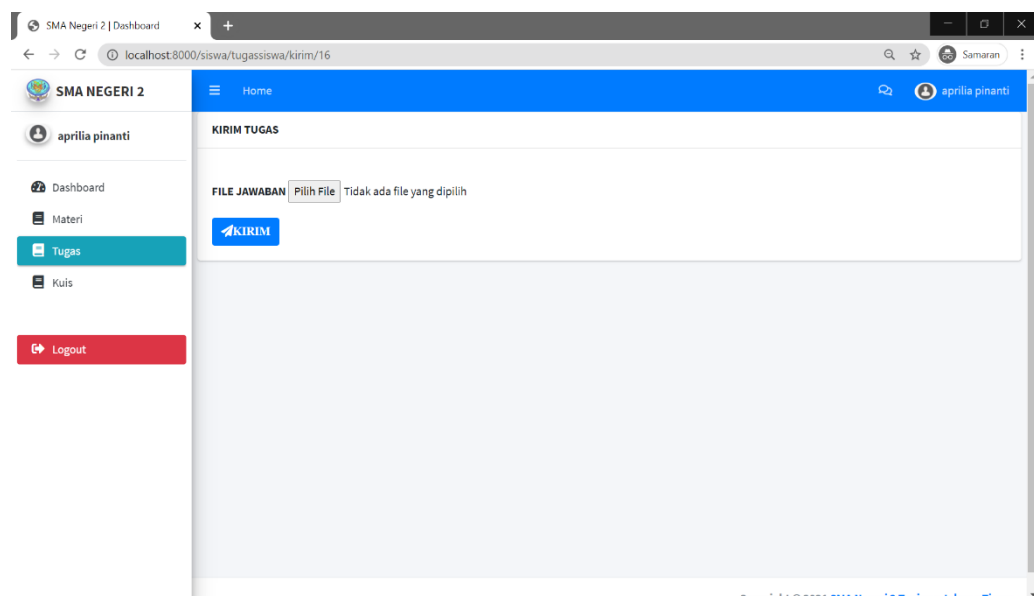 SMA Negeri 2 | Dashboard
localhost:8000/siswa/tugassiswa/kirim/16
Samaran
SMA NEGERI 2
Home
aprilia pinanti
aprilia pinanti
KIRIM TUGAS
Dashboard
FILE JAWABAN Pilih File Tidak ada file yang dipilih
Materi
KIRIM
Tugas
Kuis
Logout